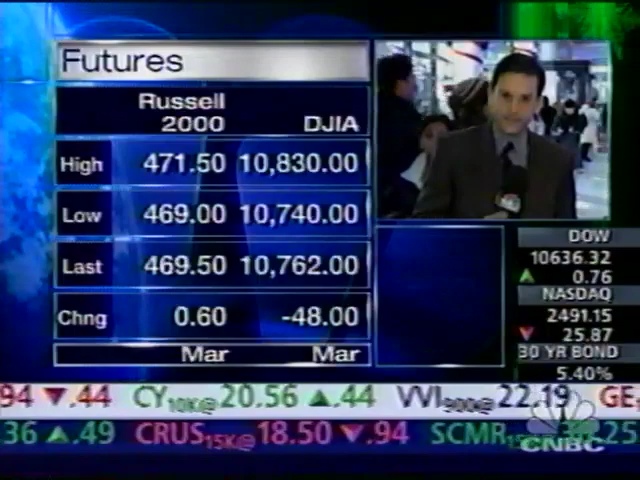 Futures
Russell 2000 DJIA
High 471.50 10,830.00
Low 469.00 10,740.00
Last 469.50 10,762.00
Chng 0.60 -48.00
Mar Mar
DOW
10636.32
▲ 0.76
NASDAQ
2491.15
▼ 25.87
30 YR BOND
5.40%
94 ▼.44 CY10K@20.56 ▲.44 VVI300@22.19 GE
36 ▲.49 CRUS15K@18.50 ▼.94 SCMR 25
CNBC